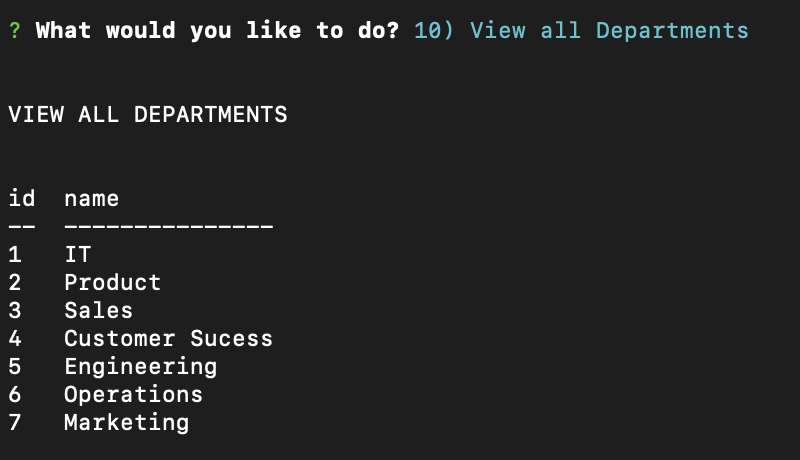 ? What would you like to do? 10) View all Departments
VIEW ALL DEPARTMENTS
id  name
--  ---------------
1   IT
2   Product
3   Sales
4   Customer Sucess
5   Engineering
6   Operations
7   Marketing